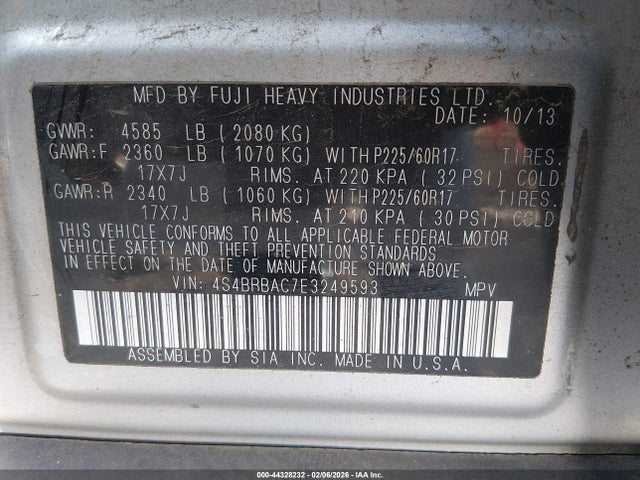 MFD BY FUJI HEAVY INDUSTRIES LTD.
DATE: 10/13
GVWR: 4585 LB (2080 KG)
GAWR:F 2360 LB (1070 KG) WITH P225/60R17 TIRES.
17X7J RIMS. AT 220 KPA (32 PSI) COLD
GAWR:R 2340 LB (1060 KG) WITH P225/60R17 TIRES.
17X7J RIMS. AT 210 KPA (30 PSI) COLD
THIS VEHICLE CONFORMS TO ALL APPLICABLE FEDERAL MOTOR
VEHICLE SAFETY AND THEFT PREVENTION STANDARDS
IN EFFECT ON THE DATE OF MANUFACTURE SHOWN ABOVE.
VIN: 4S4BRBAC7E3249593 MPV
ASSEMBLED BY SIA INC. MADE IN U.S.A.
000-44328232 - 02/06/2026 - IAA Inc.